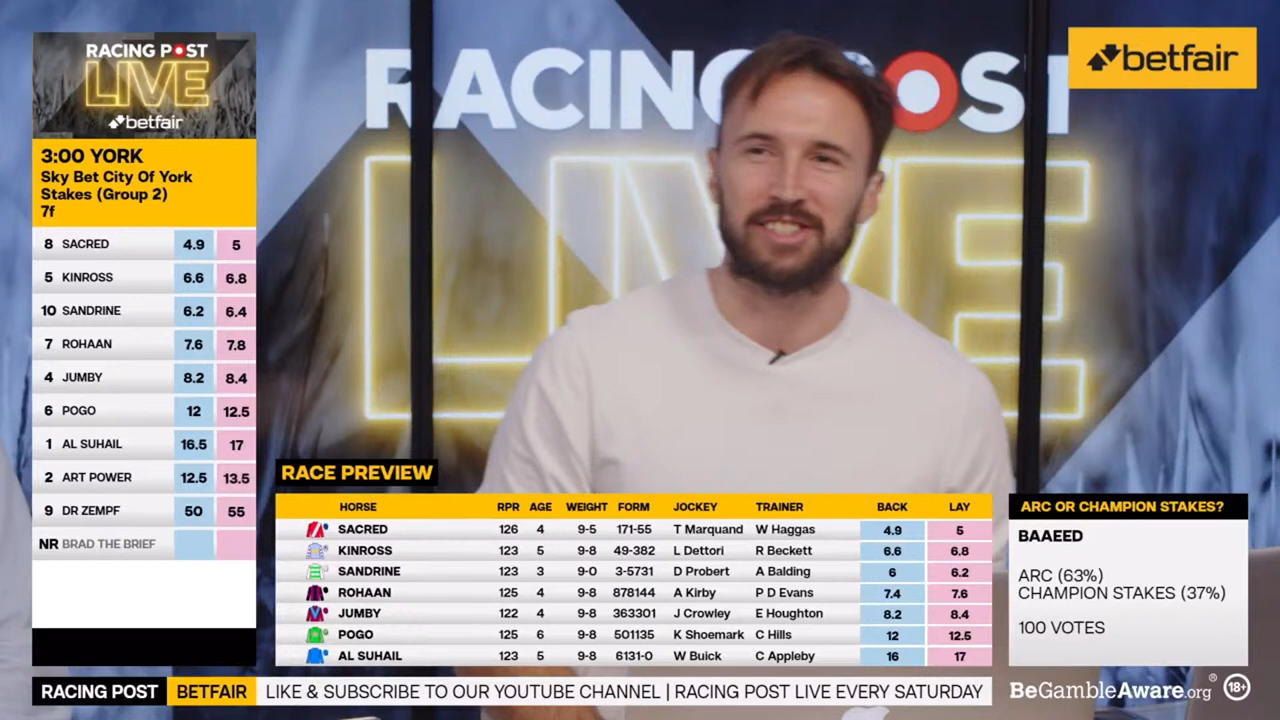 RACING POST
LIVE
betfair
3:00 YORK
Sky Bet City Of York
Stakes (Group 2)
7f
8 SACRED 4.9 5
5 KINROSS 6.6 6.8
10 SANDRINE 6.2 6.4
7 ROHAAN 7.6 7.8
4 JUMBY 8.2 8.4
6 POGO 12 12.5
1 AL SUHAIL 16.5 17
2 ART POWER 12.5 13.5
9 DR ZEMPF 50 55
NR BRAD THE BRIEF
RACING POST
LIVE
betfair
RACE PREVIEW
HORSE RPR AGE WEIGHT FORM JOCKEY TRAINER BACK LAY
SACRED 126 4 9-5 171-55 T Marquand W Haggas 4.9 5
KINROSS 123 5 9-8 49-382 L Dettori R Beckett 6.6 6.8
SANDRINE 123 3 9-0 3-5731 D Probert A Balding 6 6.2
ROHAAN 125 4 9-8 878144 A Kirby P D Evans 7.4 7.6
JUMBY 122 4 9-8 363301 J Crowley E Houghton 8.2 8.4
POGO 125 6 9-8 501135 K Shoemark C Hills 12 12.5
AL SUHAIL 123 5 9-8 6131-0 W Buick C Appleby 16 17
ARC OR CHAMPION STAKES?
BAAEED
ARC (63%)
CHAMPION STAKES (37%)
100 VOTES
RACING POST BETFAIR LIKE & SUBSCRIBE TO OUR YOUTUBE CHANNEL | RACING POST LIVE EVERY SATURDAY
BeGambleAware.org® 18+